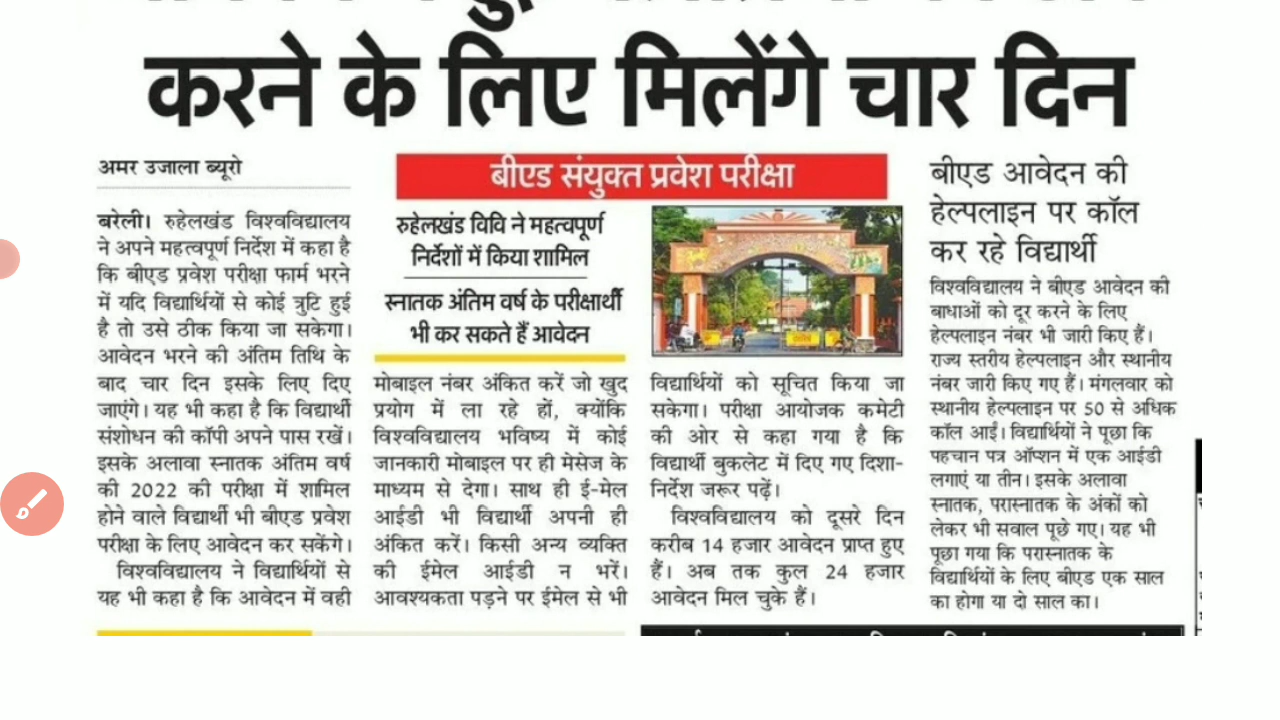 करने के लिए मिलेंगे चार दिन
अमर उजाला ब्यूरो
बरेली। रुहेलखंड विश्वविद्यालय
ने अपने महत्वपूर्ण निर्देश में कहा है
कि बीएड प्रवेश परीक्षा फार्म भरने
में यदि विद्यार्थियों से कोई त्रुटि हुई
है तो उसे ठीक किया जा सकेगा।
आवेदन भरने की अंतिम तिथि के
बाद चार दिन इसके लिए दिए
जाएंगे। यह भी कहा है कि विद्यार्थी
संशोधन की कॉपी अपने पास रखें।
इसके अलावा स्नातक अंतिम वर्ष
की 2022 की परीक्षा में शामिल
होने वाले विद्यार्थी भी बीएड प्रवेश
परीक्षा के लिए आवेदन कर सकेंगे।
विश्वविद्यालय ने विद्यार्थियों से
यह भी कहा है कि आवेदन में वही
बीएड संयुक्त प्रवेश परीक्षा
रुहेलखंड विवि ने महत्वपूर्ण
निर्देशों में किया शामिल
स्नातक अंतिम वर्ष के परीक्षार्थी
भी कर सकते हैं आवेदन
मोबाइल नंबर अंकित करें जो खुद
प्रयोग में ला रहे हों, क्योंकि
विश्वविद्यालय भविष्य में कोई
जानकारी मोबाइल पर ही मेसेज के
माध्यम से देगा। साथ ही ई-मेल
आईडी भी विद्यार्थी अपनी ही
अंकित करें। किसी अन्य व्यक्ति
की ईमेल आईडी न भरें।
आवश्यकता पड़ने पर ईमेल से भी
विद्यार्थियों को सूचित किया जा
सकेगा। परीक्षा आयोजक कमेटी
की ओर से कहा गया है कि
विद्यार्थी बुकलेट में दिए गए दिशा-
निर्देश जरूर पढ़ें।
विश्वविद्यालय को दूसरे दिन
करीब 14 हजार आवेदन प्राप्त हुए
हैं। अब तक कुल 24 हजार
आवेदन मिल चुके हैं।
बीएड आवेदन की
हेल्पलाइन पर कॉल
कर रहे विद्यार्थी
विश्वविद्यालय ने बीएड आवेदन की
बाधाओं को दूर करने के लिए
हेल्पलाइन नंबर भी जारी किए हैं।
राज्य स्तरीय हेल्पलाइन और स्थानीय
नंबर जारी किए गए हैं। मंगलवार को
स्थानीय हेल्पलाइन पर 50 से अधिक
कॉल आईं। विद्यार्थियों ने पूछा कि
पहचान पत्र ऑप्शन में एक आईडी
लगाएं या तीन। इसके अलावा
स्नातक, परास्नातक के अंकों को
लेकर भी सवाल पूछे गए। यह भी
पूछा गया कि परास्नातक के
विद्यार्थियों के लिए बीएड एक साल
का होगा या दो साल का।